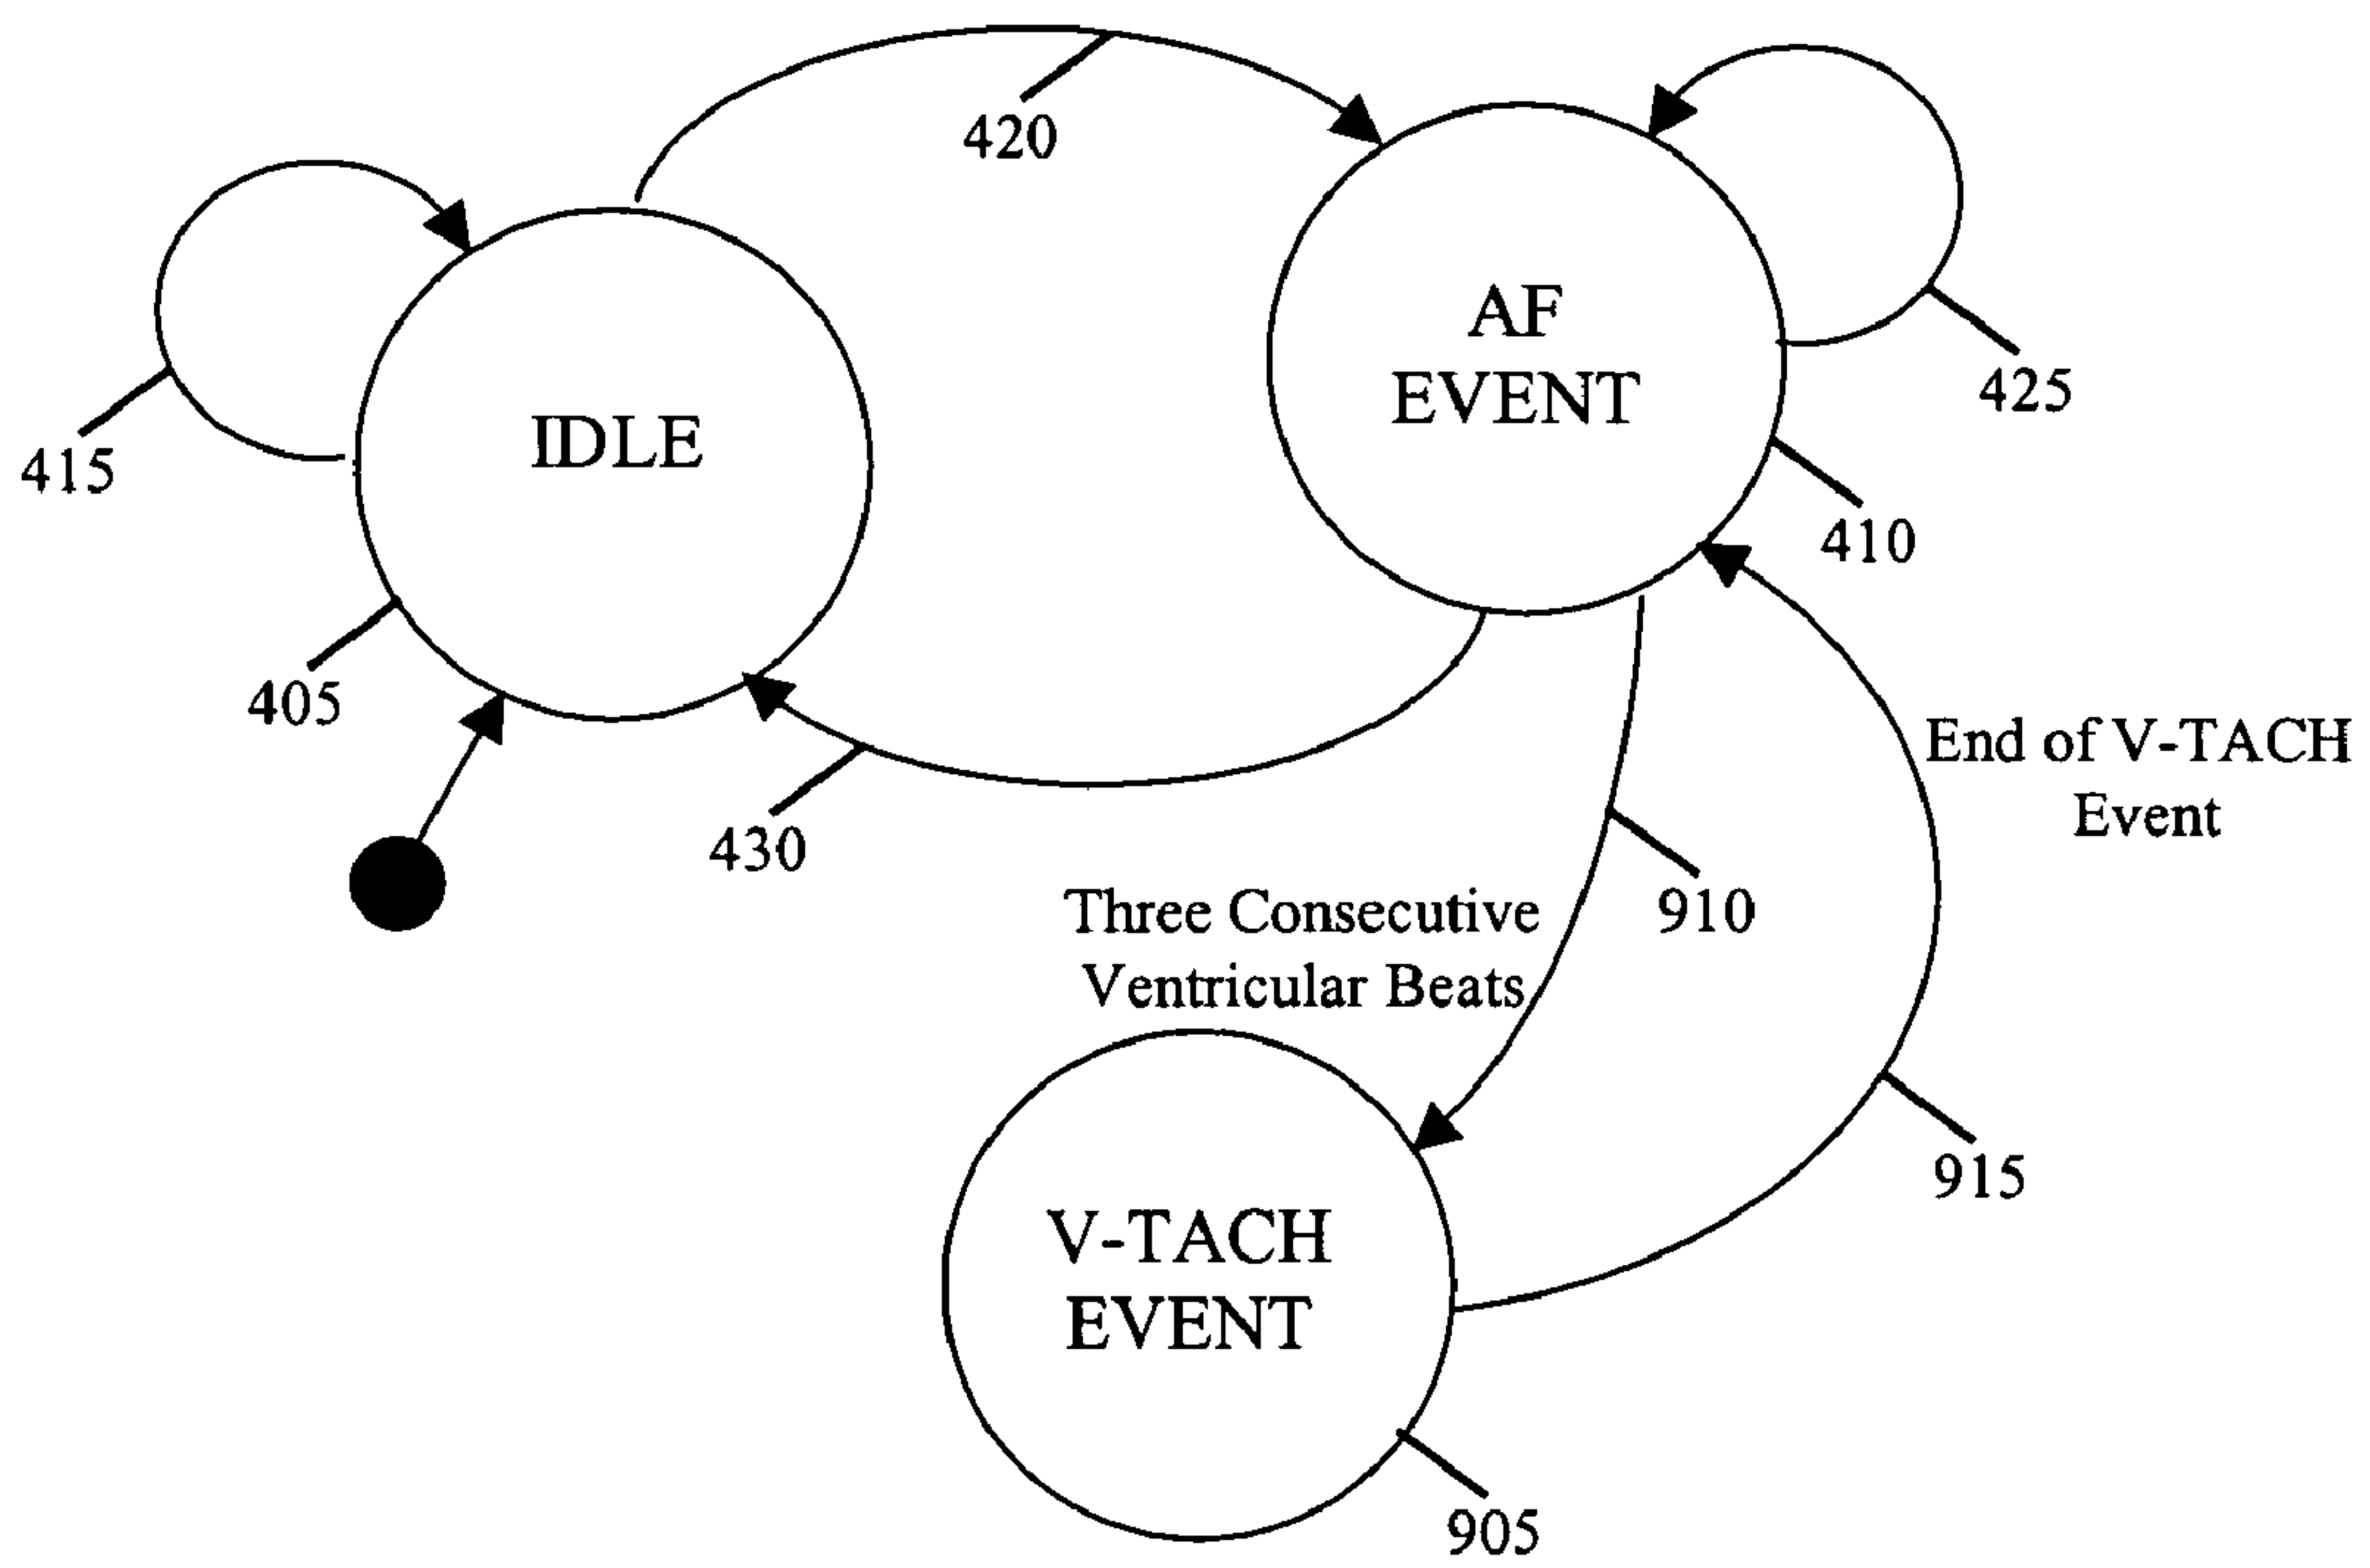 420
AF
EVENT
425
IDLE
415
410
405
End of V-TACH
Event
430
Three Consecutive
Ventricular Beats
910
915
V-TACH
EVENT
905